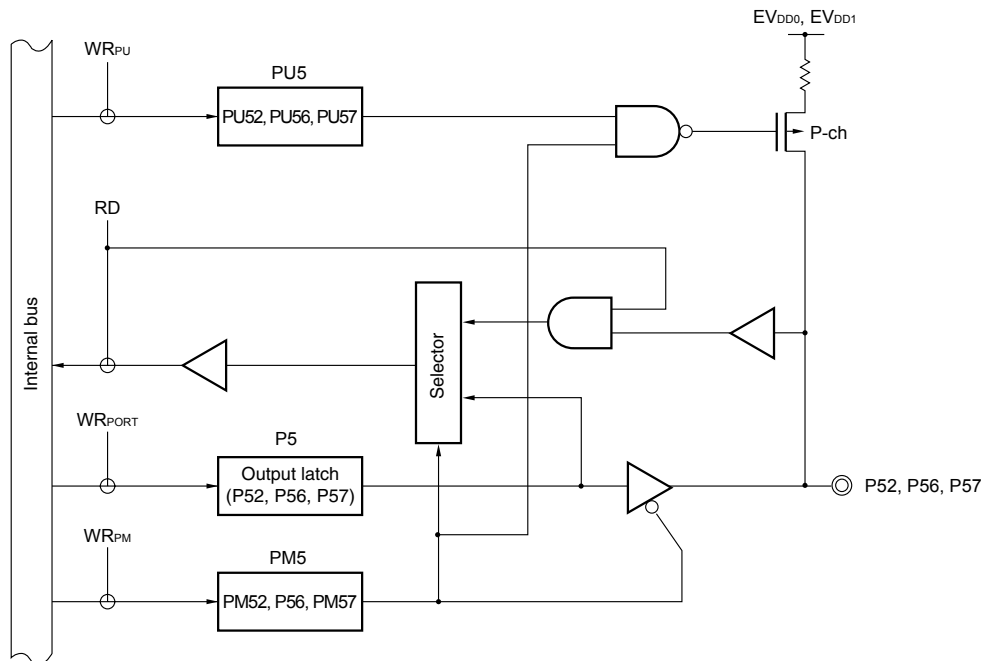 EVDD0, EVDD1
WRPU
PU5
PU52, PU56, PU57
P-ch
RD
Internal bus
Selector
WRPORT
P5
Output latch
(P52, P56, P57)
P52, P56, P57
WRPM
PM5
PM52, P56, PM57